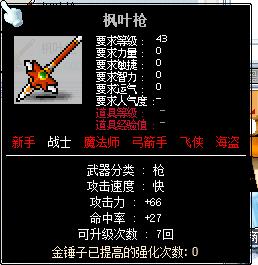 枫叶枪
要求等级： 43
要求力量： 0
要求敏捷： 0
要求智力： 0
要求运气： 0
要求人气度： -
道具等级： -
道具经验值： -
新手 战士 魔法师 弓箭手 飞侠 海盗
武器分类： 枪
攻击速度： 快
攻击力： +66
命中率： +27
可升级次数： 7回
金锤子已提高的强化次数: 0